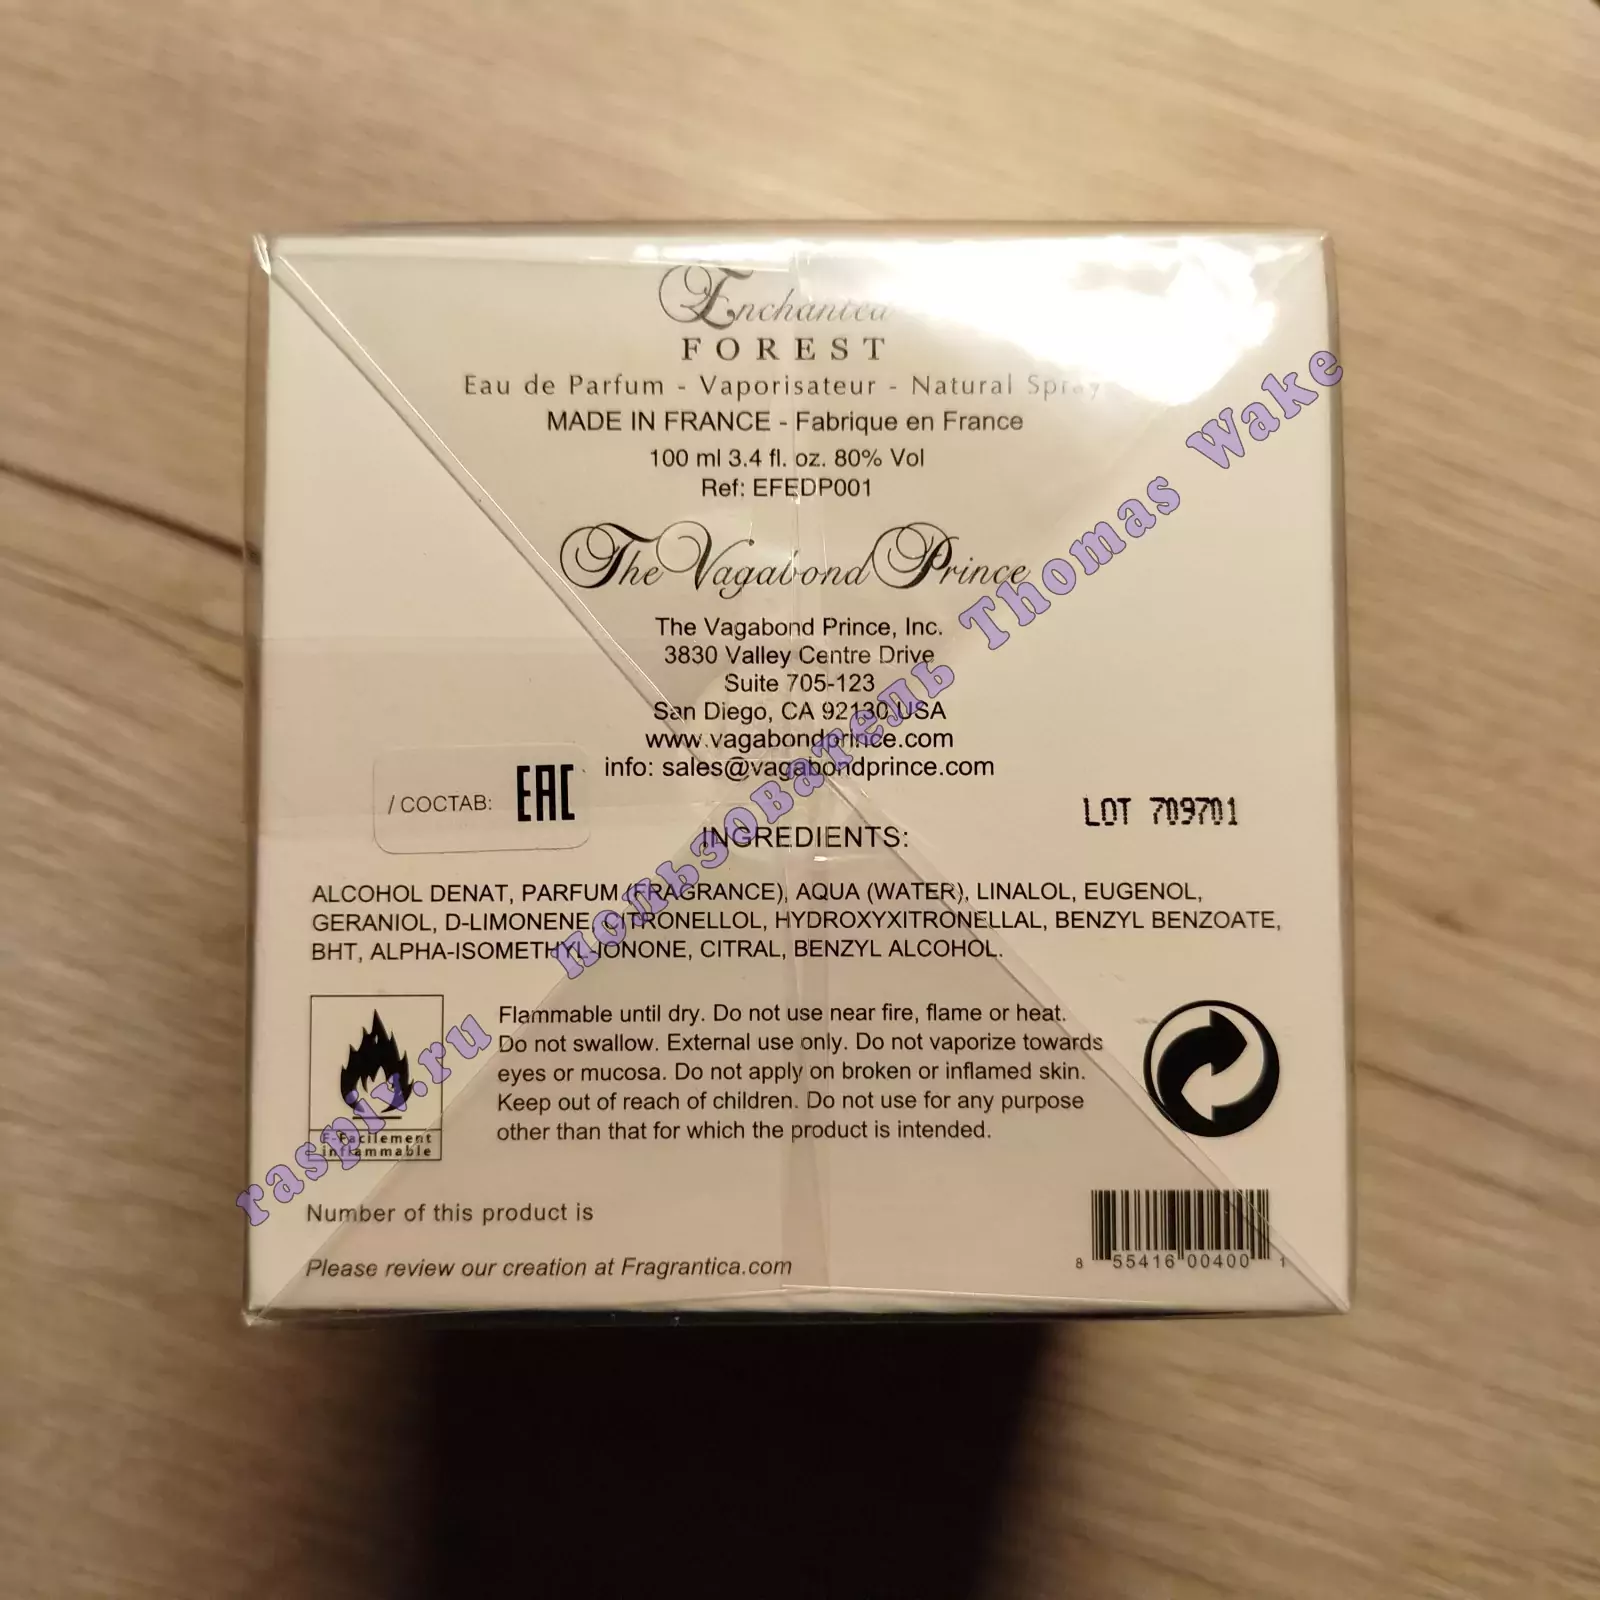 Enchanted
FOREST
Eau de Parfum - Vaporisateur - Natural Spray
MADE IN FRANCE - Fabrique en France
100 ml 3.4 fl. oz. 80% Vol
Ref: EFEDP001
The Vagabond Prince
The Vagabond Prince, Inc.
3830 Valley Centre Drive
Suite 705-123
San Diego, CA 92130 USA
www.vagabondprince.com
info: sales@vagabondprince.com
/ СОСТАВ: EAC
LOT 709701
INGREDIENTS:
ALCOHOL DENAT, PARFUM (FRAGRANCE), AQUA (WATER), LINALOL, EUGENOL,
GERANIOL, D-LIMONENE, CITRONELLOL, HYDROXYXITRONELLAL, BENZYL BENZOATE,
BHT, ALPHA-ISOMETHYL-IONONE, CITRAL, BENZYL ALCOHOL.
Flammable until dry. Do not use near fire, flame or heat.
Do not swallow. External use only. Do not vaporize towards
eyes or mucosa. Do not apply on broken or inflamed skin.
Keep out of reach of children. Do not use for any purpose
other than that for which the product is intended.
F-Facilement
inflammable
Number of this product is
Please review our creation at Fragrantica.com
8 55416 00400 1
raspiv.ru пользователь Thomas Wake